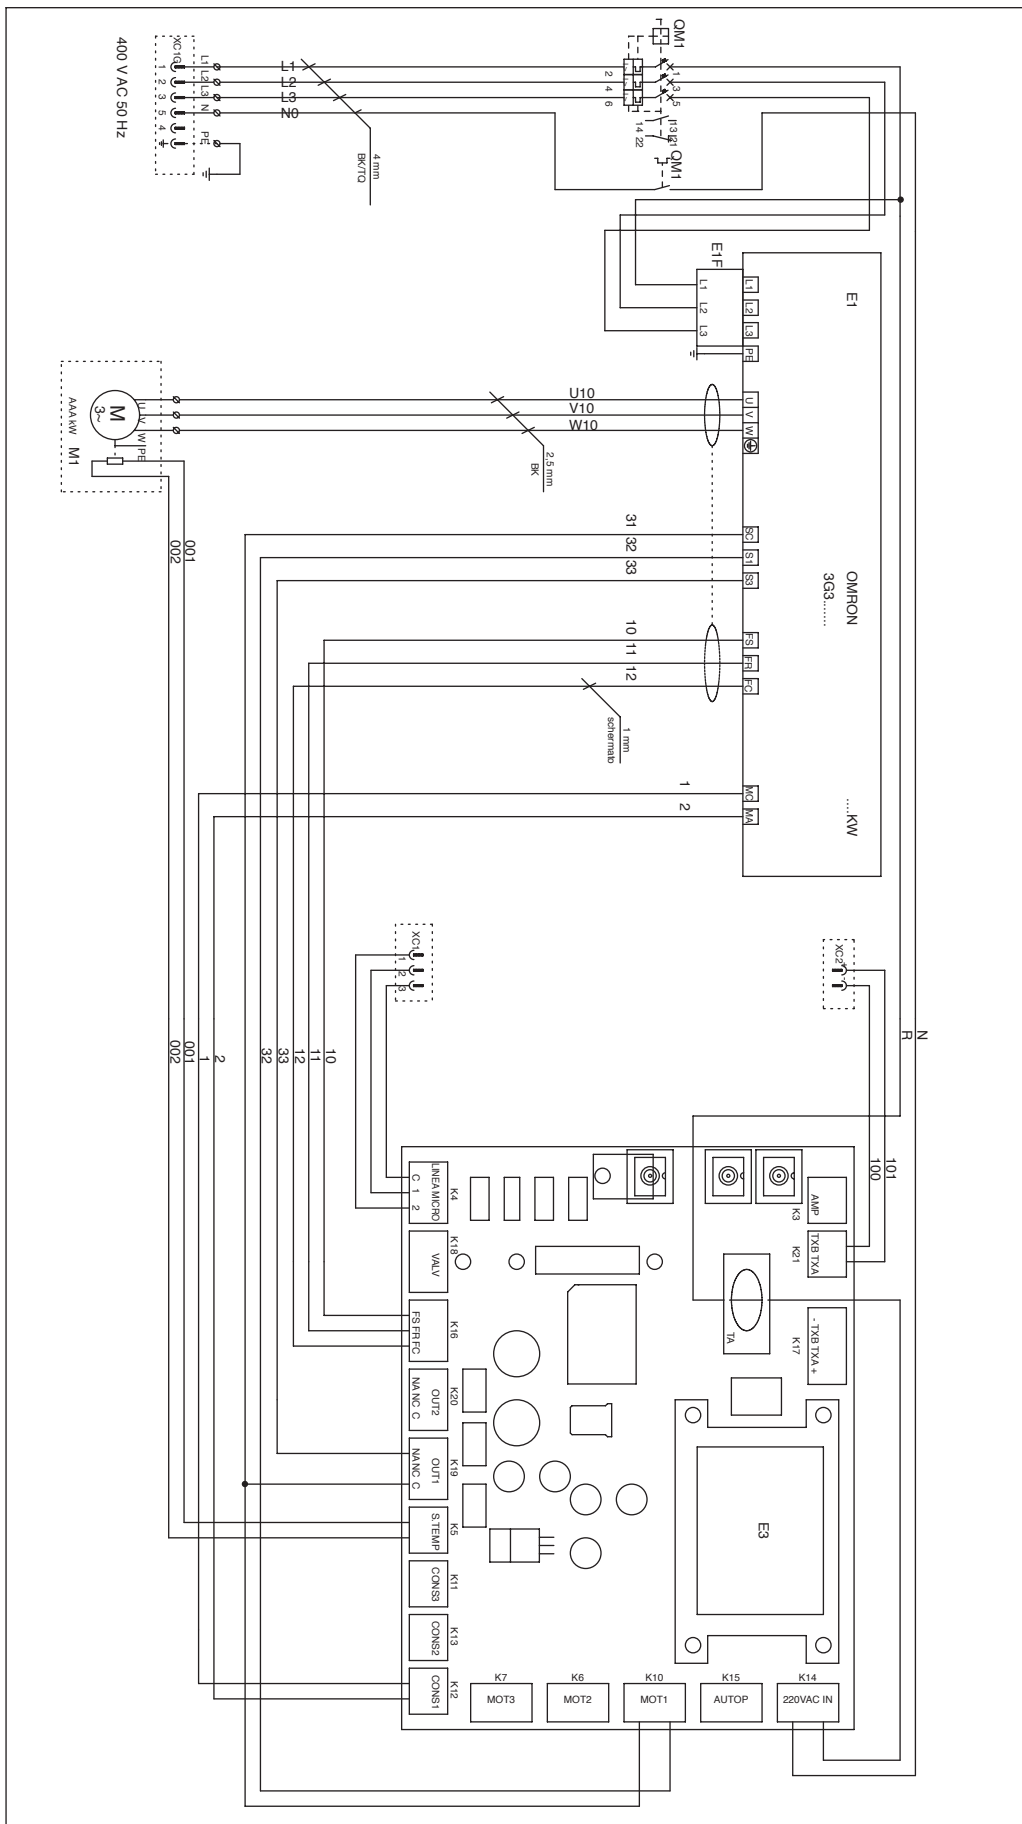 400 VAC 50 Hz
XC1G
1
2
3
5
4
L1
L2
L3
N
PE
L1
L2
L3
N0
4 mm
BK/TQ
QM1
2
4
6
1
3
5
14
13
22
21
QM1
E1F
L1
L2
L3
L1
L2
L3
PE
E1
M
3~
U
V
W
PE
AAA kW
M1
U10
V10
W10
2,5 mm
BK
U
V
W
001
002
31
32
33
SC
S1
S3
OMRON
3G3.......
10
11
12
FS
FR
FC
1 mm
schermato
1
2
MC
MA
....KW
XC1
1
2
3
XC2
N
R
002
001
1
2
32
33
12
11
10
101
100
LINEA MICRO
C
1
2
K4
VALV
K18
FS FR FC
K16
OUT2
NA NC C
K20
OUT1
NA NC C
K19
S.TEMP
K5
CONS3
K11
CONS2
K13
CONS1
K12
AMP
K3
TXB TXA
K21
- TXB TXA +
K17
TA
E3
K7
MOT3
K6
MOT2
K10
MOT1
K15
AUTOP
K14
220VAC IN